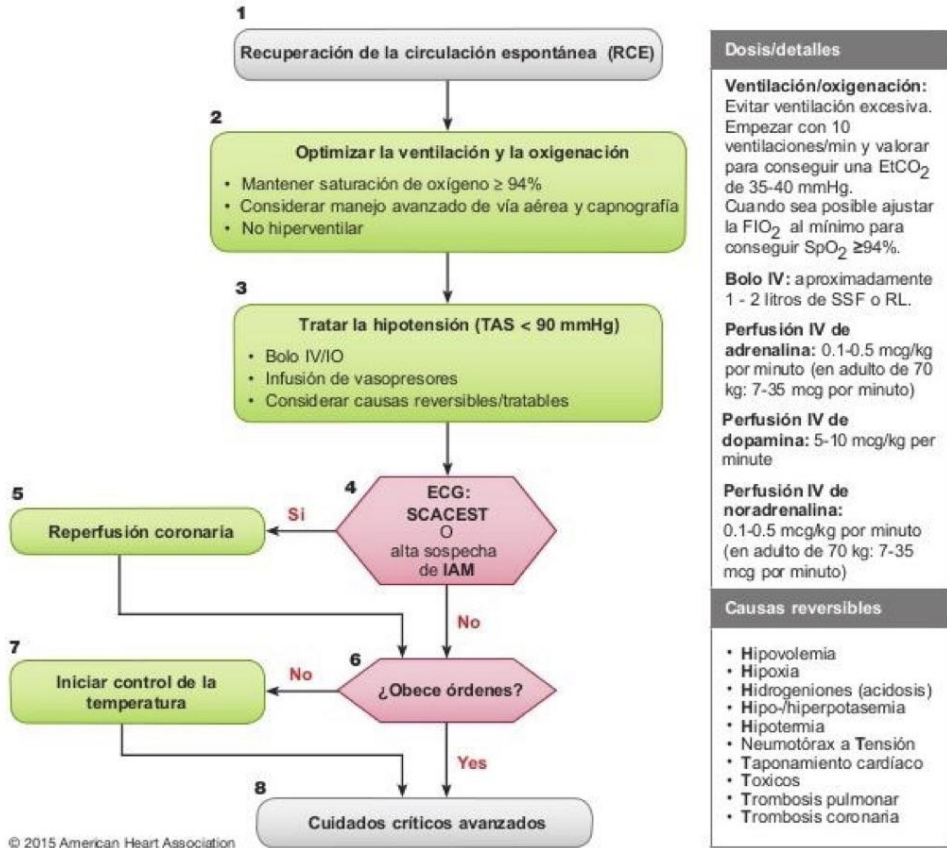 1
Recuperación de la circulación espontánea (RCE)
2
Optimizar la ventilación y la oxigenación
• Mantener saturación de oxígeno ≥ 94%
• Considerar manejo avanzado de vía aérea y capnografía
• No hiperventilar
3
Tratar la hipotensión (TAS < 90 mmHg)
• Bolo IV/IO
• Infusión de vasopresores
• Considerar causas reversibles/tratables
4
ECG:
SCACEST
O
alta sospecha
de IAM
Si
5
Reperfusión coronaria
No
6
¿Obece órdenes?
No
7
Iniciar control de la
temperatura
Yes
8
Cuidados críticos avanzados
© 2015 American Heart Association
Dosis/detalles
Ventilación/oxigenación:
Evitar ventilación excesiva.
Empezar con 10
ventilaciones/min y valorar
para conseguir una EtCO2
de 35-40 mmHg.
Cuando sea posible ajustar
la FIO2 al mínimo para
conseguir SpO2 ≥94%.
Bolo IV: aproximadamente
1 - 2 litros de SSF o RL.
Perfusión IV de
adrenalina: 0.1-0.5 mcg/kg
por minuto (en adulto de 70
kg: 7-35 mcg por minuto)
Perfusión IV de
dopamina: 5-10 mcg/kg per
minute
Perfusión IV de
noradrenalina:
0.1-0.5 mcg/kg por minuto
(en adulto de 70 kg: 7-35
mcg por minuto)
Causas reversibles
• Hipovolemia
• Hipoxia
• Hidrogeniones (acidosis)
• Hipo-/hiperpotasemia
• Hipotermia
• Neumotórax a Tensión
• Taponamiento cardíaco
• Toxicos
• Trombosis pulmonar
• Trombosis coronaria